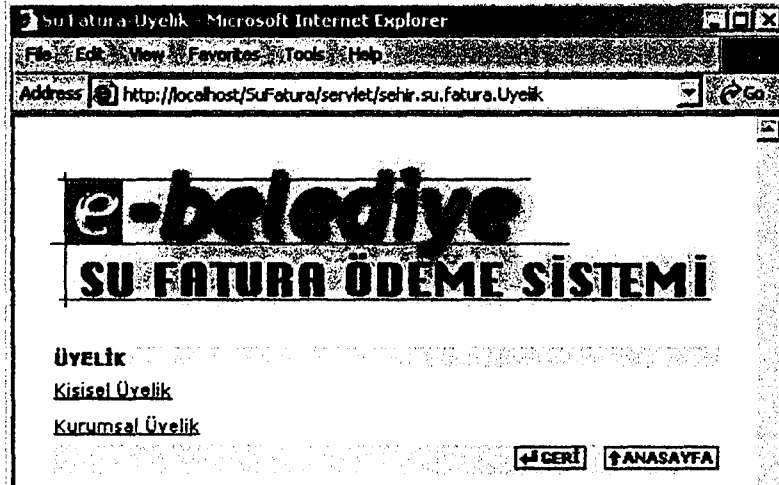 Su Fatura-Uyelik - Microsoft Internet Explorer
File Edit View Favorites Tools Help
Address http://localhost/SuFatura/servlet/sehir.su.fatura.Uyelik Go
e-belediye
SU FATURA ÖDEME SİSTEMİ
ÜYELİK
Kisisel Üyelik
Kurumsal Üyelik
GERİ ANASAYFA